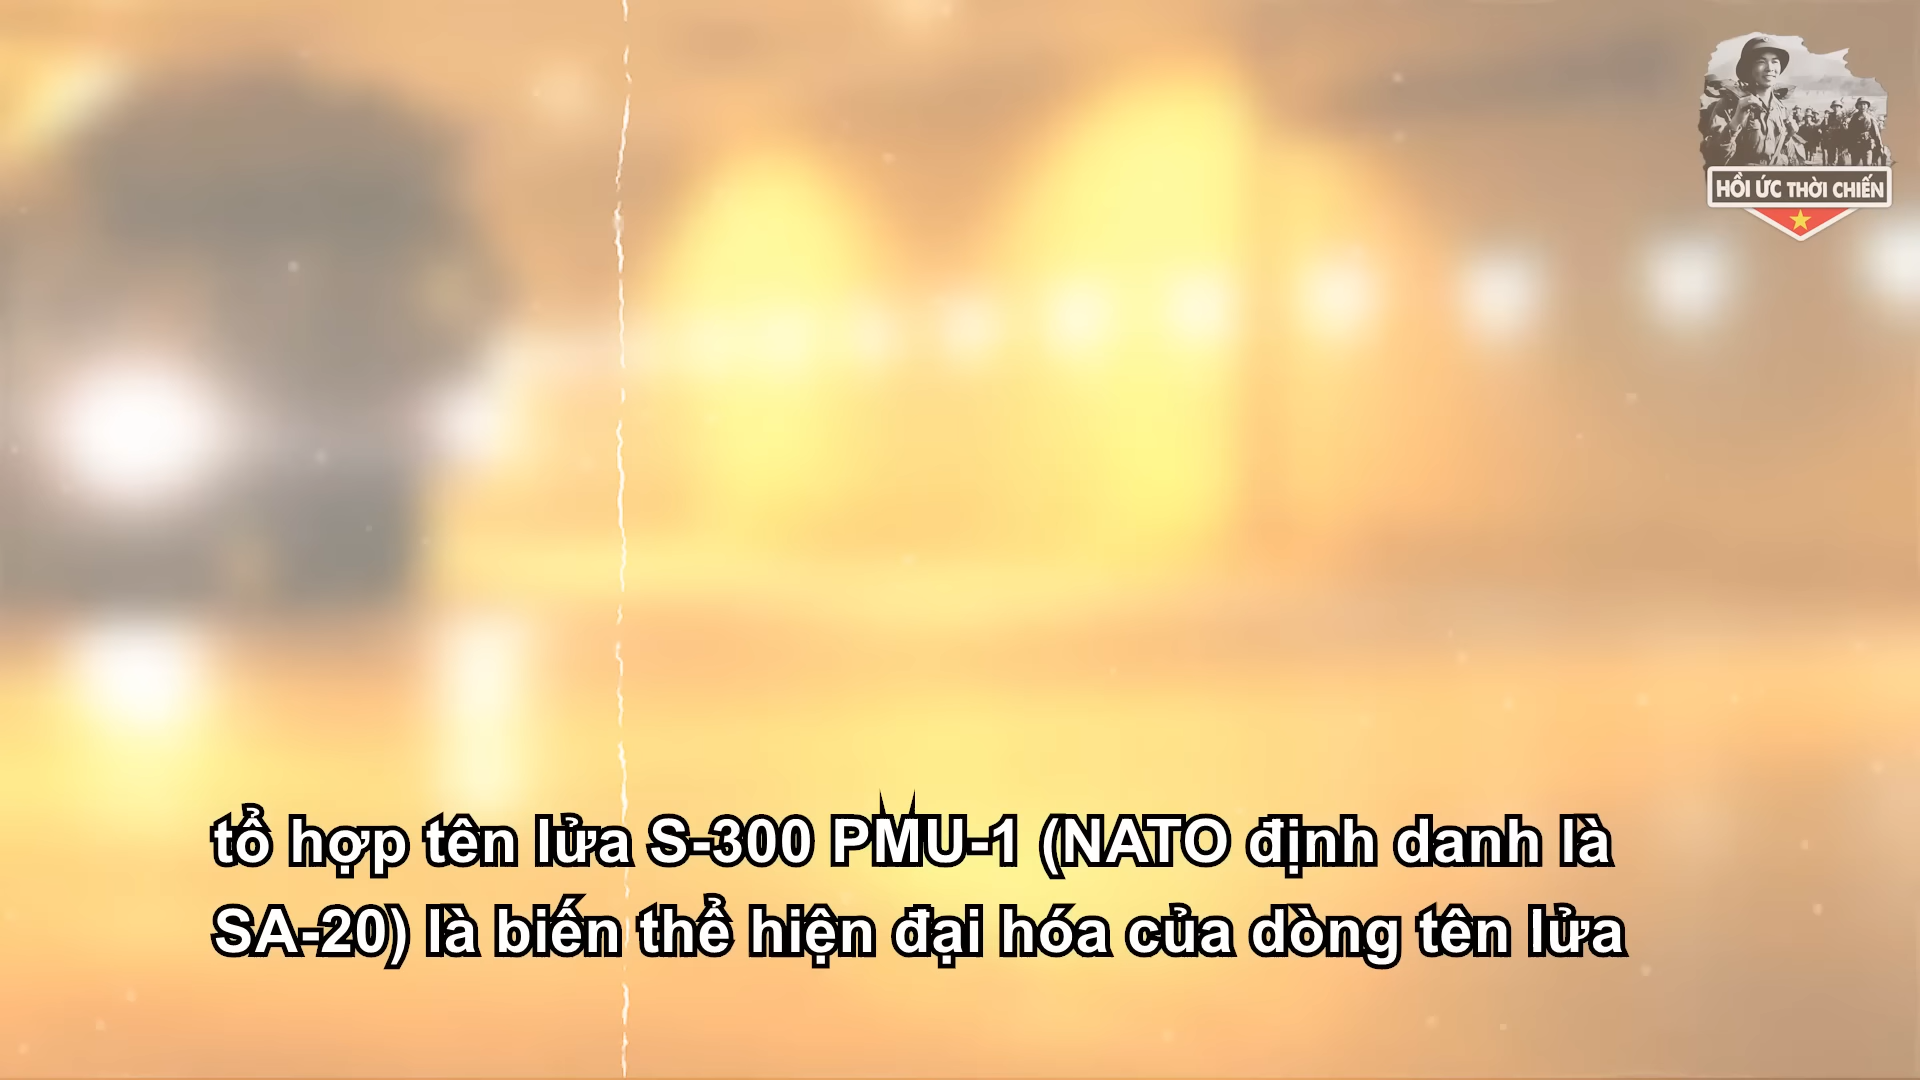 HỒI ỨC THỜI CHIẾN
tổ hợp tên lửa S-300 PMU-1 (NATO định danh là
SA-20) là biến thể hiện đại hóa của dòng tên lửa